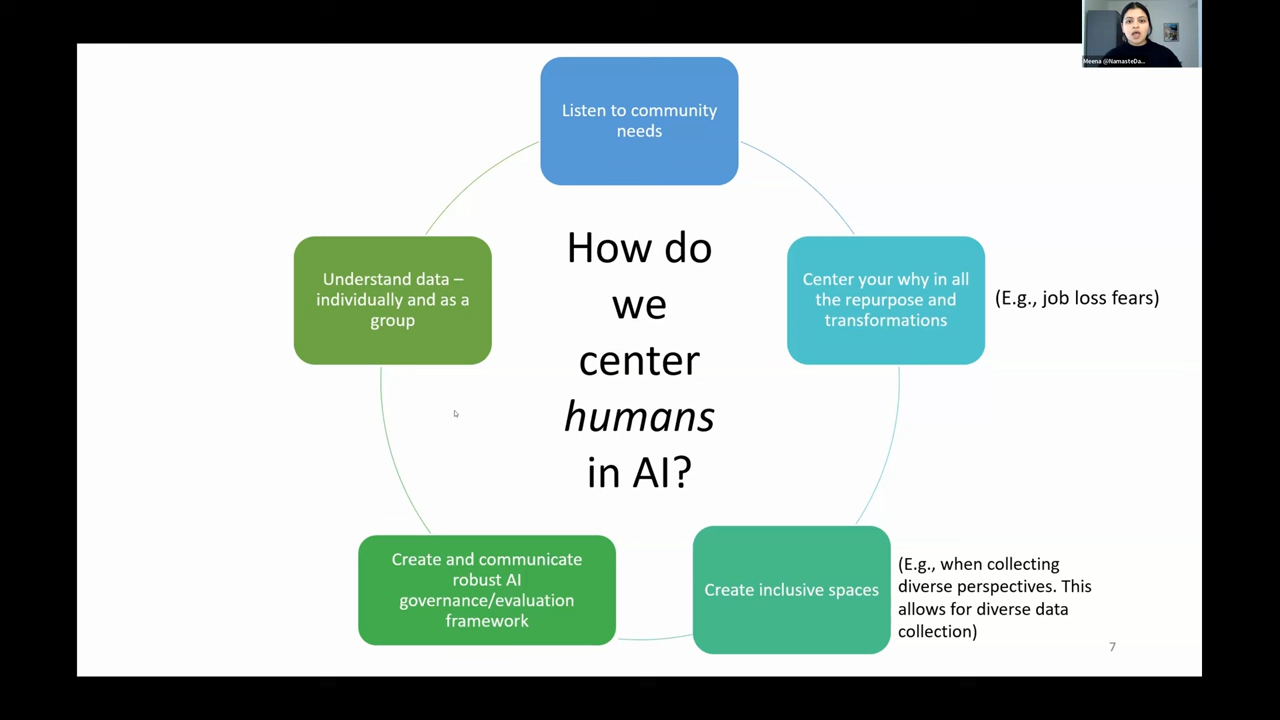 Meena @NamasteDa...
Listen to community
needs
How do
we
center
humans
in AI?
Understand data –
individually and as a
group
Center your why in all
the repurpose and
transformations
(E.g., job loss fears)
Create and communicate
robust AI
governance/evaluation
framework
Create inclusive spaces
(E.g., when collecting
diverse perspectives. This
allows for diverse data
collection)
7